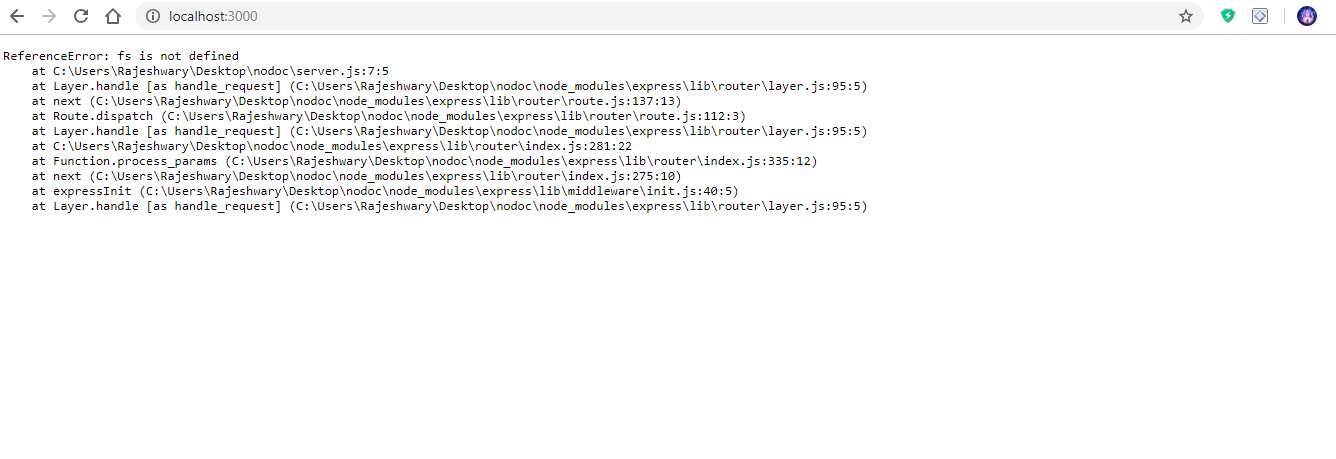 localhost:3000
ReferenceError: fs is not defined
at C:\Users\Rajeshwary\Desktop\nodoc\server.js:7:5
at Layer.handle [as handle_request] (C:\Users\Rajeshwary\Desktop\nodoc\node_modules\express\lib\router\layer.js:95:5)
at next (C:\Users\Rajeshwary\Desktop\nodoc\node_modules\express\lib\router\route.js:137:13)
at Route.dispatch (C:\Users\Rajeshwary\Desktop\nodoc\node_modules\express\lib\router\route.js:112:3)
at Layer.handle [as handle_request] (C:\Users\Rajeshwary\Desktop\nodoc\node_modules\express\lib\router\layer.js:95:5)
at C:\Users\Rajeshwary\Desktop\nodoc\node_modules\express\lib\router\index.js:281:22
at Function.process_params (C:\Users\Rajeshwary\Desktop\nodoc\node_modules\express\lib\router\index.js:335:12)
at next (C:\Users\Rajeshwary\Desktop\nodoc\node_modules\express\lib\router\index.js:275:10)
at expressInit (C:\Users\Rajeshwary\Desktop\nodoc\node_modules\express\lib\middleware\init.js:40:5)
at Layer.handle [as handle_request] (C:\Users\Rajeshwary\Desktop\nodoc\node_modules\express\lib\router\layer.js:95:5)